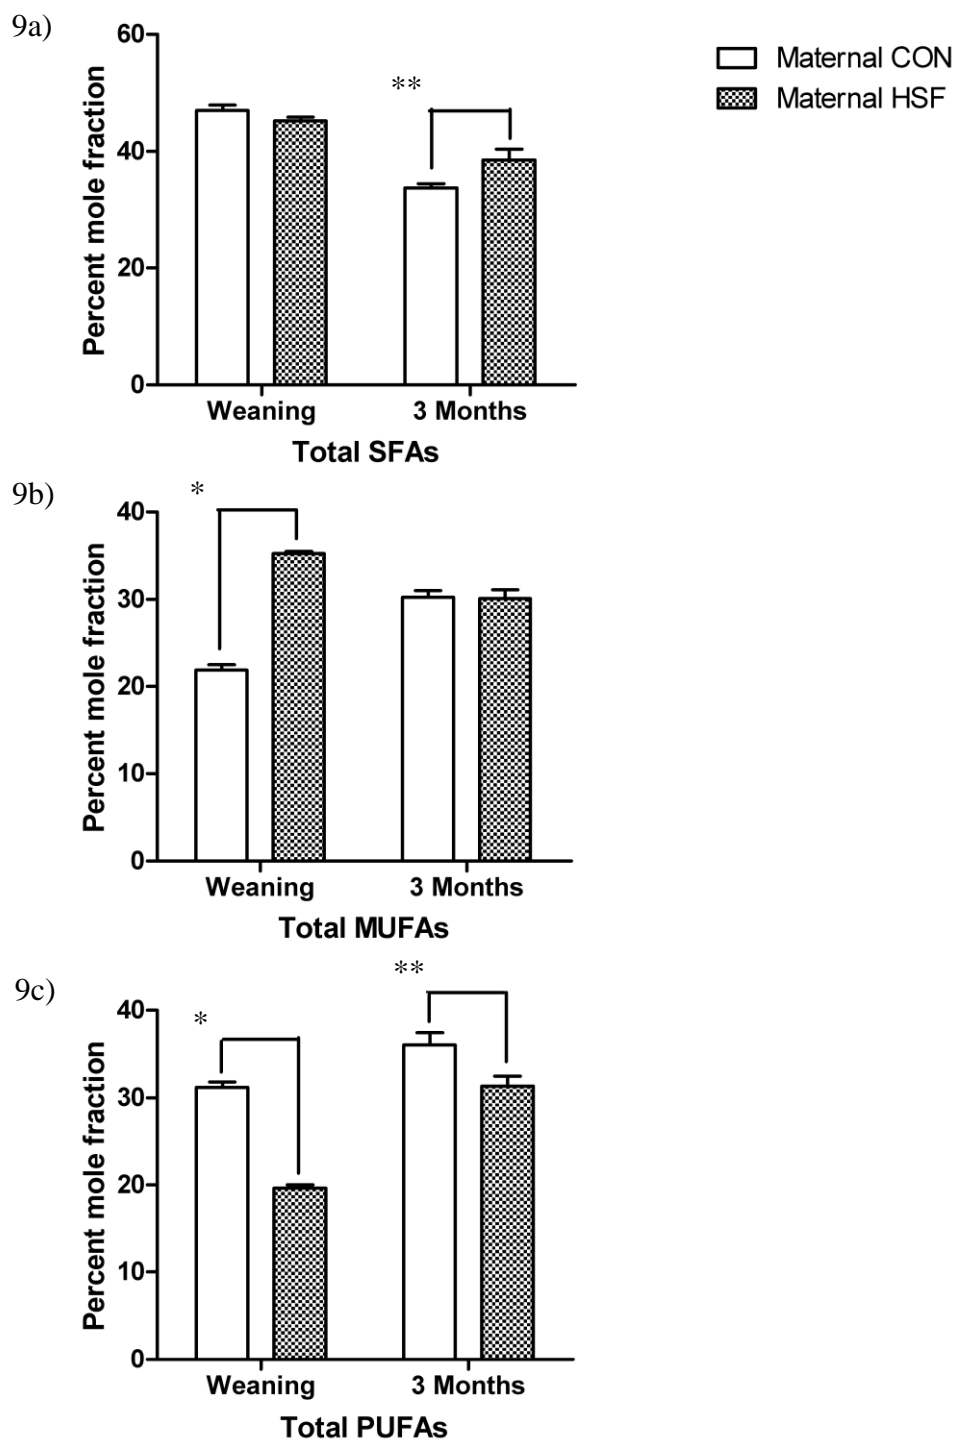 9a)
60
40
20
0
Percent mole fraction
**
Weaning
3 Months
Total SFAs
Maternal CON
Maternal HSF
9b)
40
30
20
10
0
Percent mole fraction
*
Weaning
3 Months
Total MUFAs
9c)
40
30
20
10
0
Percent mole fraction
*
**
Weaning
3 Months
Total PUFAs